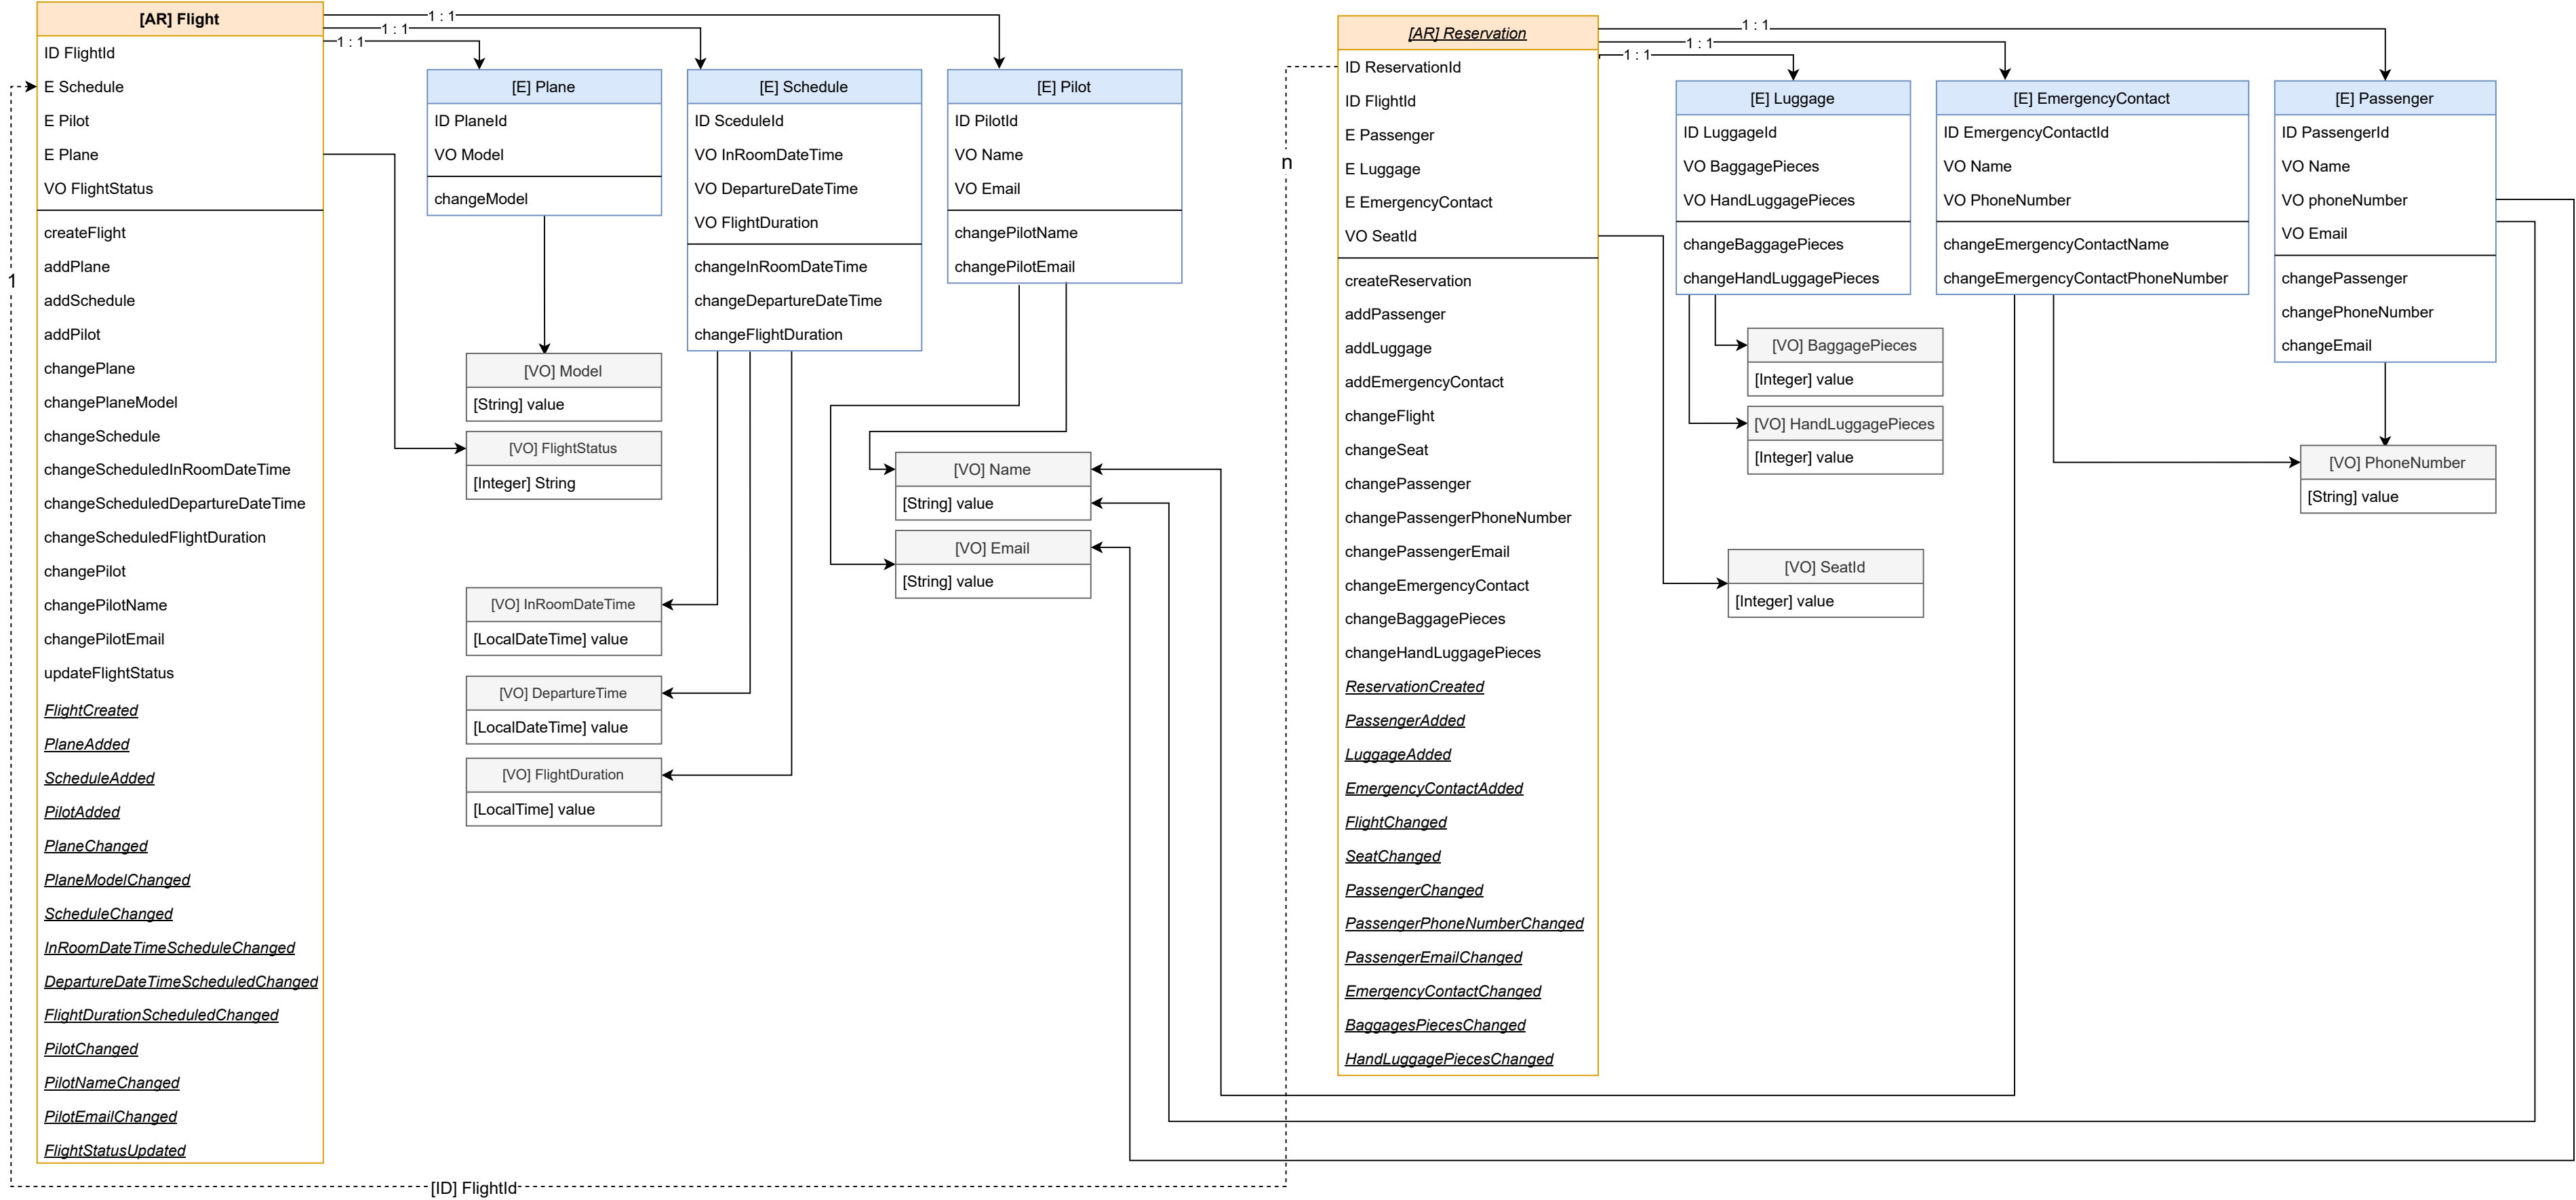 [AR] Flight
ID FlightId
E Schedule
E Pilot
E Plane
VO FlightStatus
createFlight
addPlane
addSchedule
addPilot
changePlane
changePlaneModel
changeSchedule
changeScheduledInRoomDateTime
changeScheduledDepartureDateTime
changeScheduledFlightDuration
changePilot
changePilotName
changePilotEmail
updateFlightStatus
FlightCreated
PlaneAdded
ScheduleAdded
PilotAdded
PlaneChanged
PlaneModelChanged
ScheduleChanged
InRoomDateTimeScheduleChanged
DepartureDateTimeScheduledChanged
FlightDurationScheduledChanged
PilotChanged
PilotNameChanged
PilotEmailChanged
FlightStatusUpdated
1 : 1
1 : 1
1 : 1
[E] Plane
ID PlaneId
VO Model
changeModel
[E] Schedule
ID SceduleId
VO InRoomDateTime
VO DepartureDateTime
VO FlightDuration
changeInRoomDateTime
changeDepartureDateTime
changeFlightDuration
[E] Pilot
ID PilotId
VO Name
VO Email
changePilotName
changePilotEmail
[VO] Model
[String] value
[VO] FlightStatus
[Integer] String
[VO] InRoomDateTime
[LocalDateTime] value
[VO] DepartureTime
[LocalDateTime] value
[VO] FlightDuration
[LocalTime] value
[VO] Name
[String] value
[VO] Email
[String] value
1
n
[ID] FlightId
[AR] Reservation
ID ReservationId
ID FlightId
E Passenger
E Luggage
E EmergencyContact
VO SeatId
createReservation
addPassenger
addLuggage
addEmergencyContact
changeFlight
changeSeat
changePassenger
changePassengerPhoneNumber
changePassengerEmail
changeEmergencyContact
changeBaggagePieces
changeHandLuggagePieces
ReservationCreated
PassengerAdded
LuggageAdded
EmergencyContactAdded
FlightChanged
SeatChanged
PassengerChanged
PassengerPhoneNumberChanged
PassengerEmailChanged
EmergencyContactChanged
BaggagesPiecesChanged
HandLuggagePiecesChanged
1 : 1
1 : 1
1 : 1
[E] Luggage
ID LuggageId
VO BaggagePieces
VO HandLuggagePieces
changeBaggagePieces
changeHandLuggagePieces
[E] EmergencyContact
ID EmergencyContactId
VO Name
VO PhoneNumber
changeEmergencyContactName
changeEmergencyContactPhoneNumber
[E] Passenger
ID PassengerId
VO Name
VO phoneNumber
VO Email
changePassenger
changePhoneNumber
changeEmail
[VO] BaggagePieces
[Integer] value
[VO] HandLuggagePieces
[Integer] value
[VO] SeatId
[Integer] value
[VO] PhoneNumber
[String] value